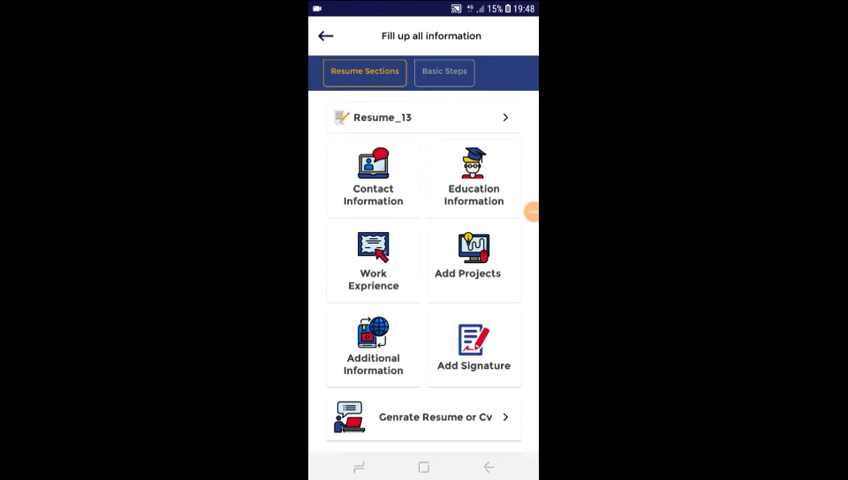 15% 19:48
Fill up all information
Resume Sections
Basic Steps
Resume_13
Contact
Information
Education
Information
Work
Exprience
Add Projects
Additional
Information
Add Signature
Genrate Resume or Cv